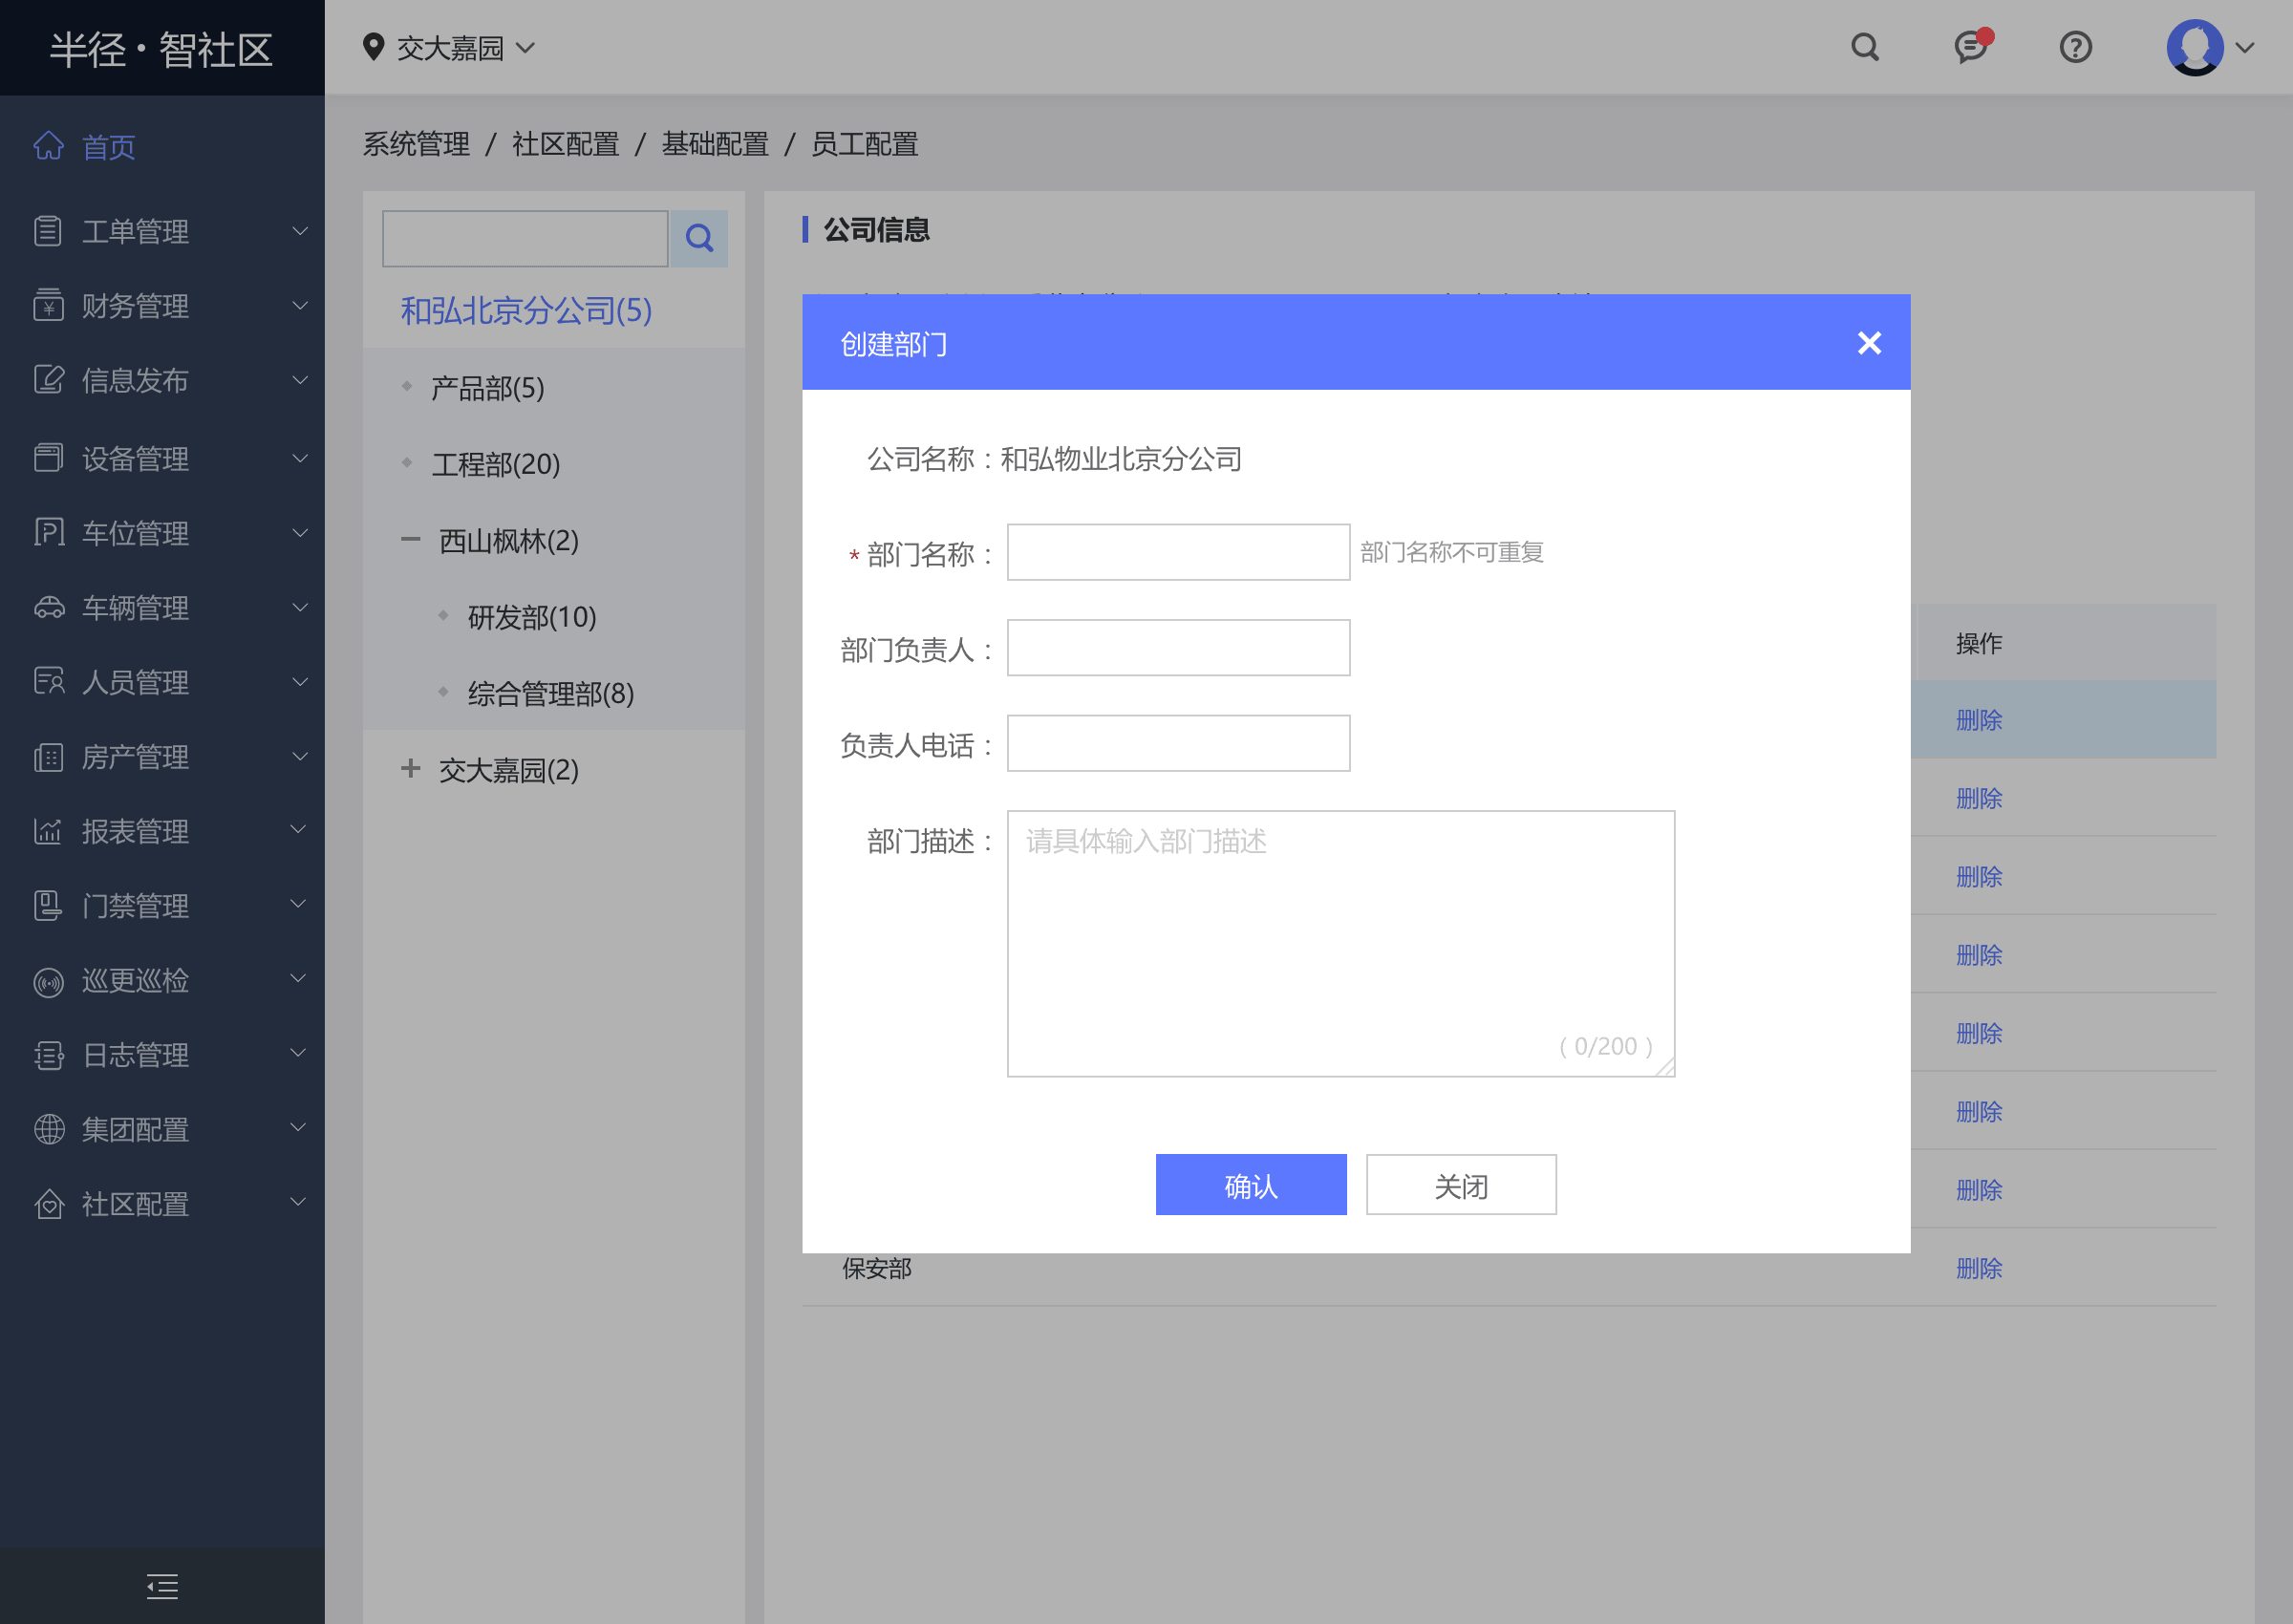 半径·智社区
交大嘉园
首页
工单管理
财务管理
信息发布
设备管理
车位管理
车辆管理
人员管理
房产管理
报表管理
门禁管理
巡更巡检
日志管理
集团配置
社区配置
系统管理 / 社区配置 / 基础配置 / 员工配置
和弘北京分公司(5)
产品部(5)
工程部(20)
西山枫林(2)
研发部(10)
综合管理部(8)
交大嘉园(2)
公司信息
创建部门
公司名称：和弘物业北京分公司
* 部门名称： 部门名称不可重复
部门负责人：
负责人电话：
部门描述： 请具体输入部门描述
（0/200）
确认 关闭
操作
删除
删除
删除
删除
删除
删除
删除
保安部 删除